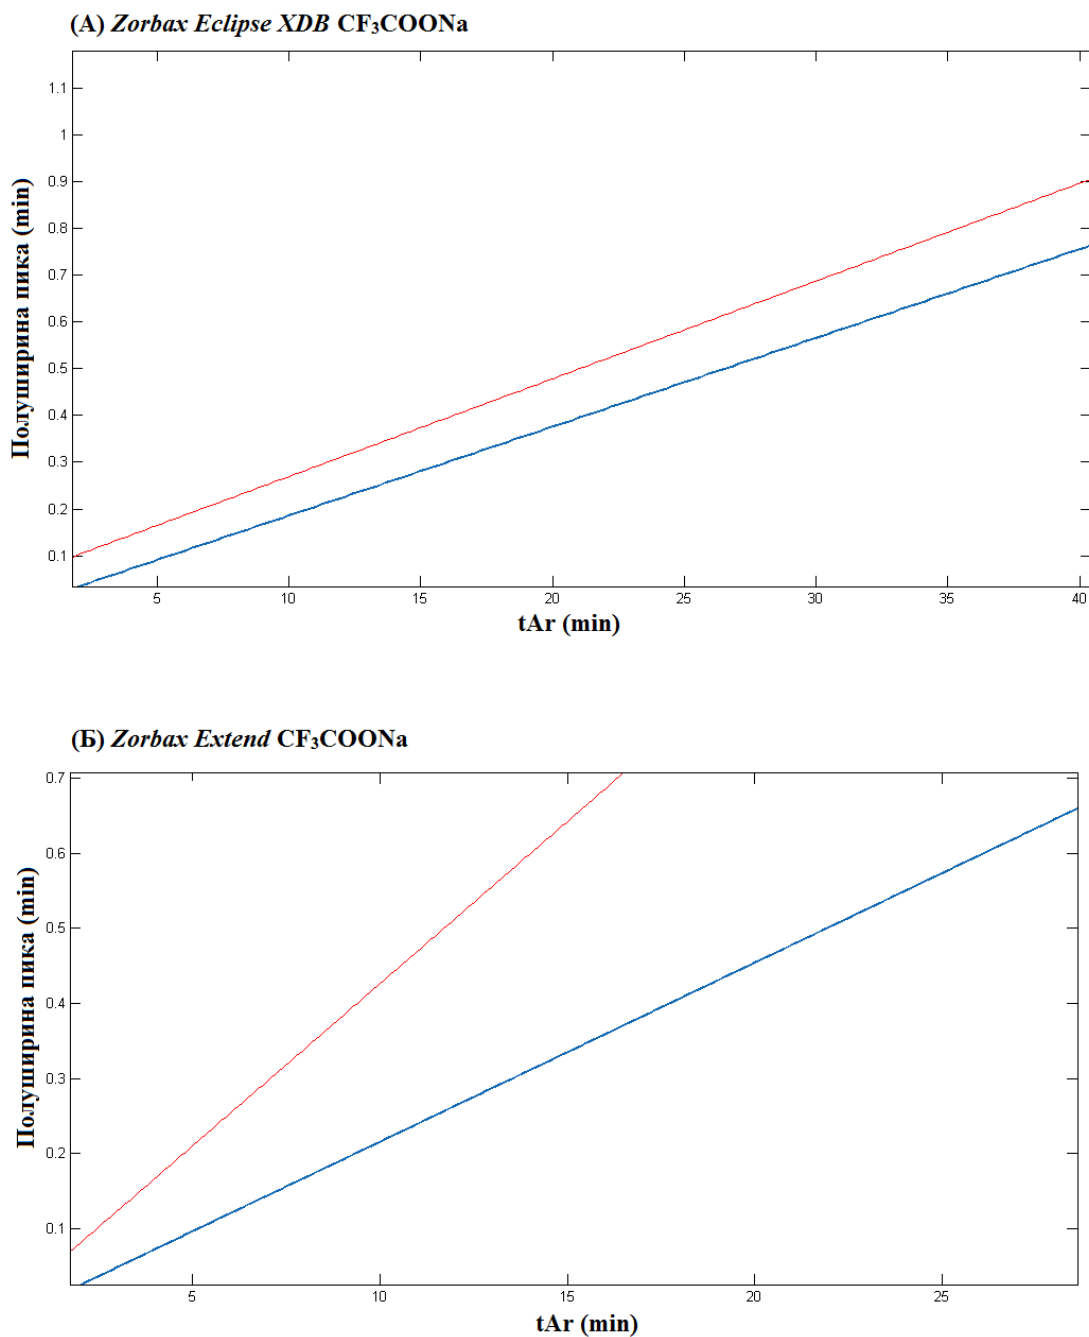 (А) Zorbax Eclipse XDB CF₃COONa
Полуширина пика (min)
1.1
1
0.9
0.8
0.7
0.6
0.5
0.4
0.3
0.2
0.1
5 10 15 20 25 30 35 40
tAr (min)
(Б) Zorbax Extend CF₃COONa
Полуширина пика (min)
0.7
0.6
0.5
0.4
0.3
0.2
0.1
5 10 15 20 25
tAr (min)